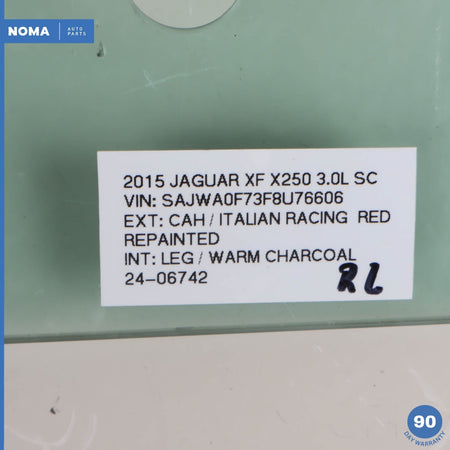 NOMA AUTO PARTS
2015 JAGUAR XF X250 3.0L SC
VIN: SAJWA0F73F8U76606
EXT: CAH / ITALIAN RACING RED
REPAINTED
INT: LEG / WARM CHARCOAL
24-06742
RL
90
DAY WARRANTY